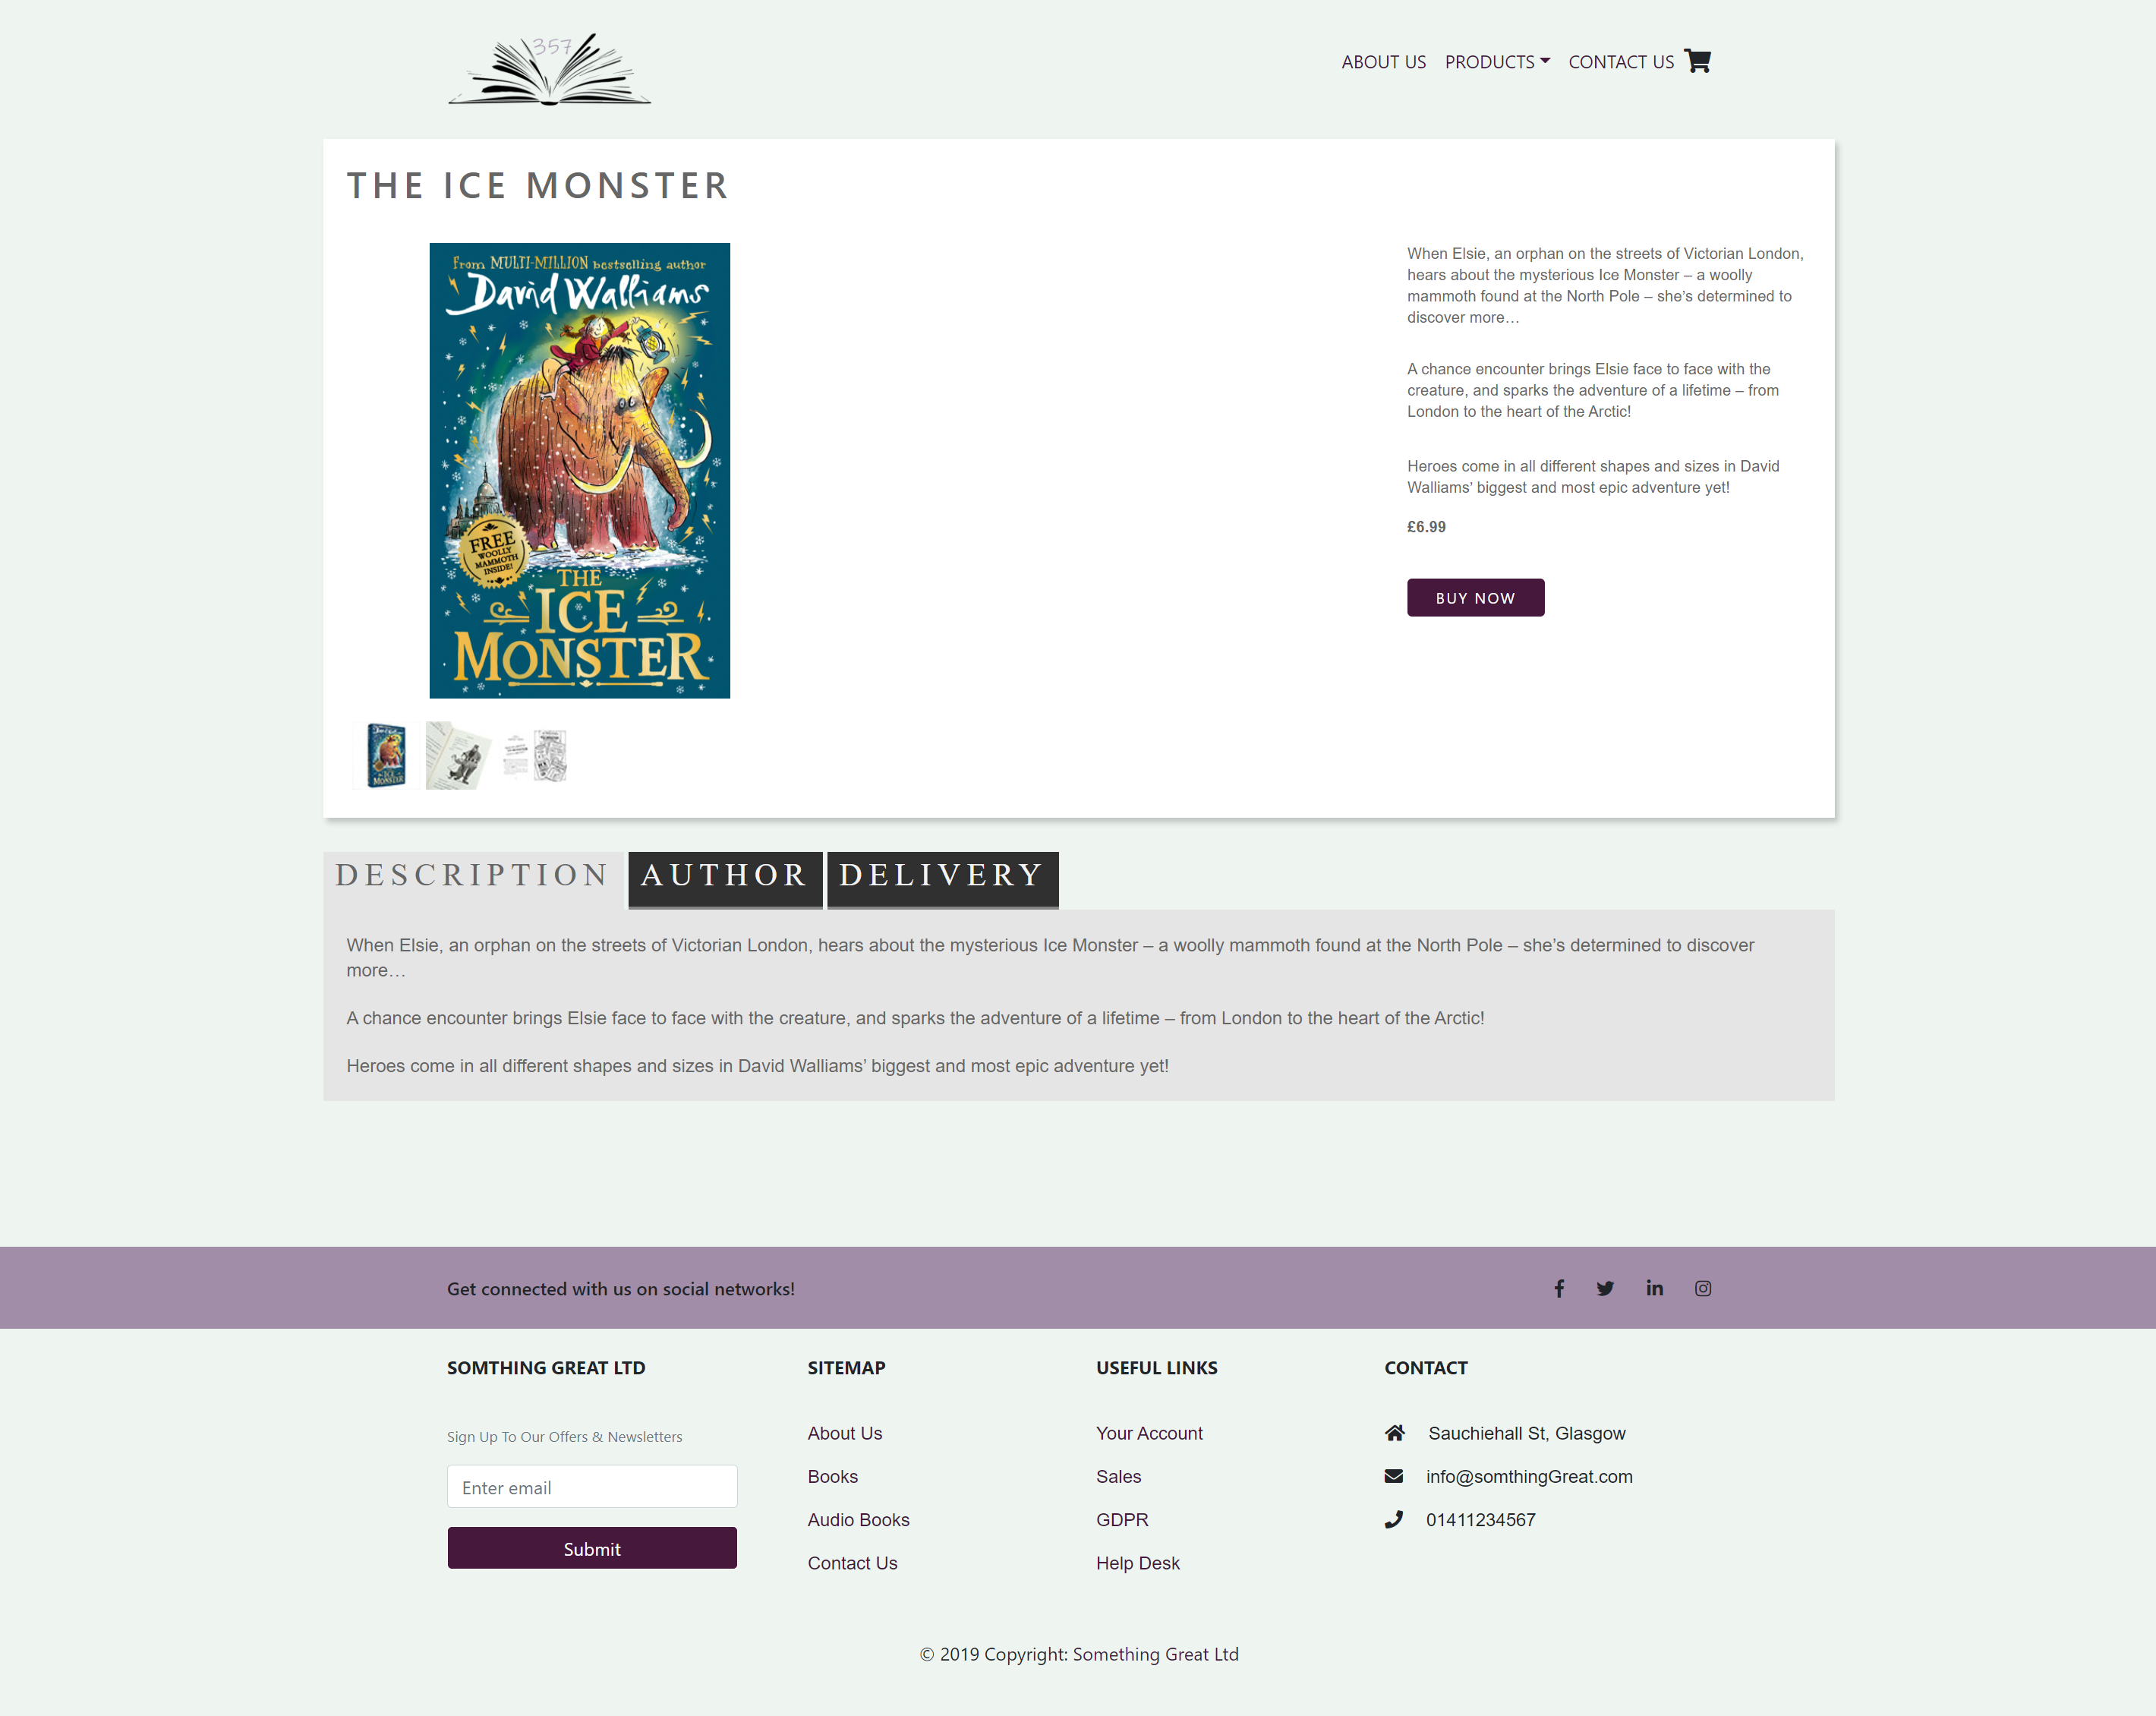 357
ABOUT US PRODUCTS CONTACT US
THE ICE MONSTER
from MULTI-MILLION bestselling author
David Walliams
FREE
WOOLLY
MAMMOTH
INSIDE!
THE
ICE
MONSTER
When Elsie, an orphan on the streets of Victorian London,
hears about the mysterious Ice Monster – a woolly
mammoth found at the North Pole – she’s determined to
discover more…
A chance encounter brings Elsie face to face with the
creature, and sparks the adventure of a lifetime – from
London to the heart of the Arctic!
Heroes come in all different shapes and sizes in David
Walliams’ biggest and most epic adventure yet!
£6.99
BUY NOW
David Walliams
ICE
MONSTER
DESCRIPTION AUTHOR DELIVERY
When Elsie, an orphan on the streets of Victorian London, hears about the mysterious Ice Monster – a woolly mammoth found at the North Pole – she’s determined to discover
more…
A chance encounter brings Elsie face to face with the creature, and sparks the adventure of a lifetime – from London to the heart of the Arctic!
Heroes come in all different shapes and sizes in David Walliams’ biggest and most epic adventure yet!
Get connected with us on social networks!
SOMTHING GREAT LTD
Sign Up To Our Offers & Newsletters
Enter email
Submit
SITEMAP
About Us
Books
Audio Books
Contact Us
USEFUL LINKS
Your Account
Sales
GDPR
Help Desk
CONTACT
Sauchiehall St, Glasgow
info@somthingGreat.com
01411234567
© 2019 Copyright: Something Great Ltd